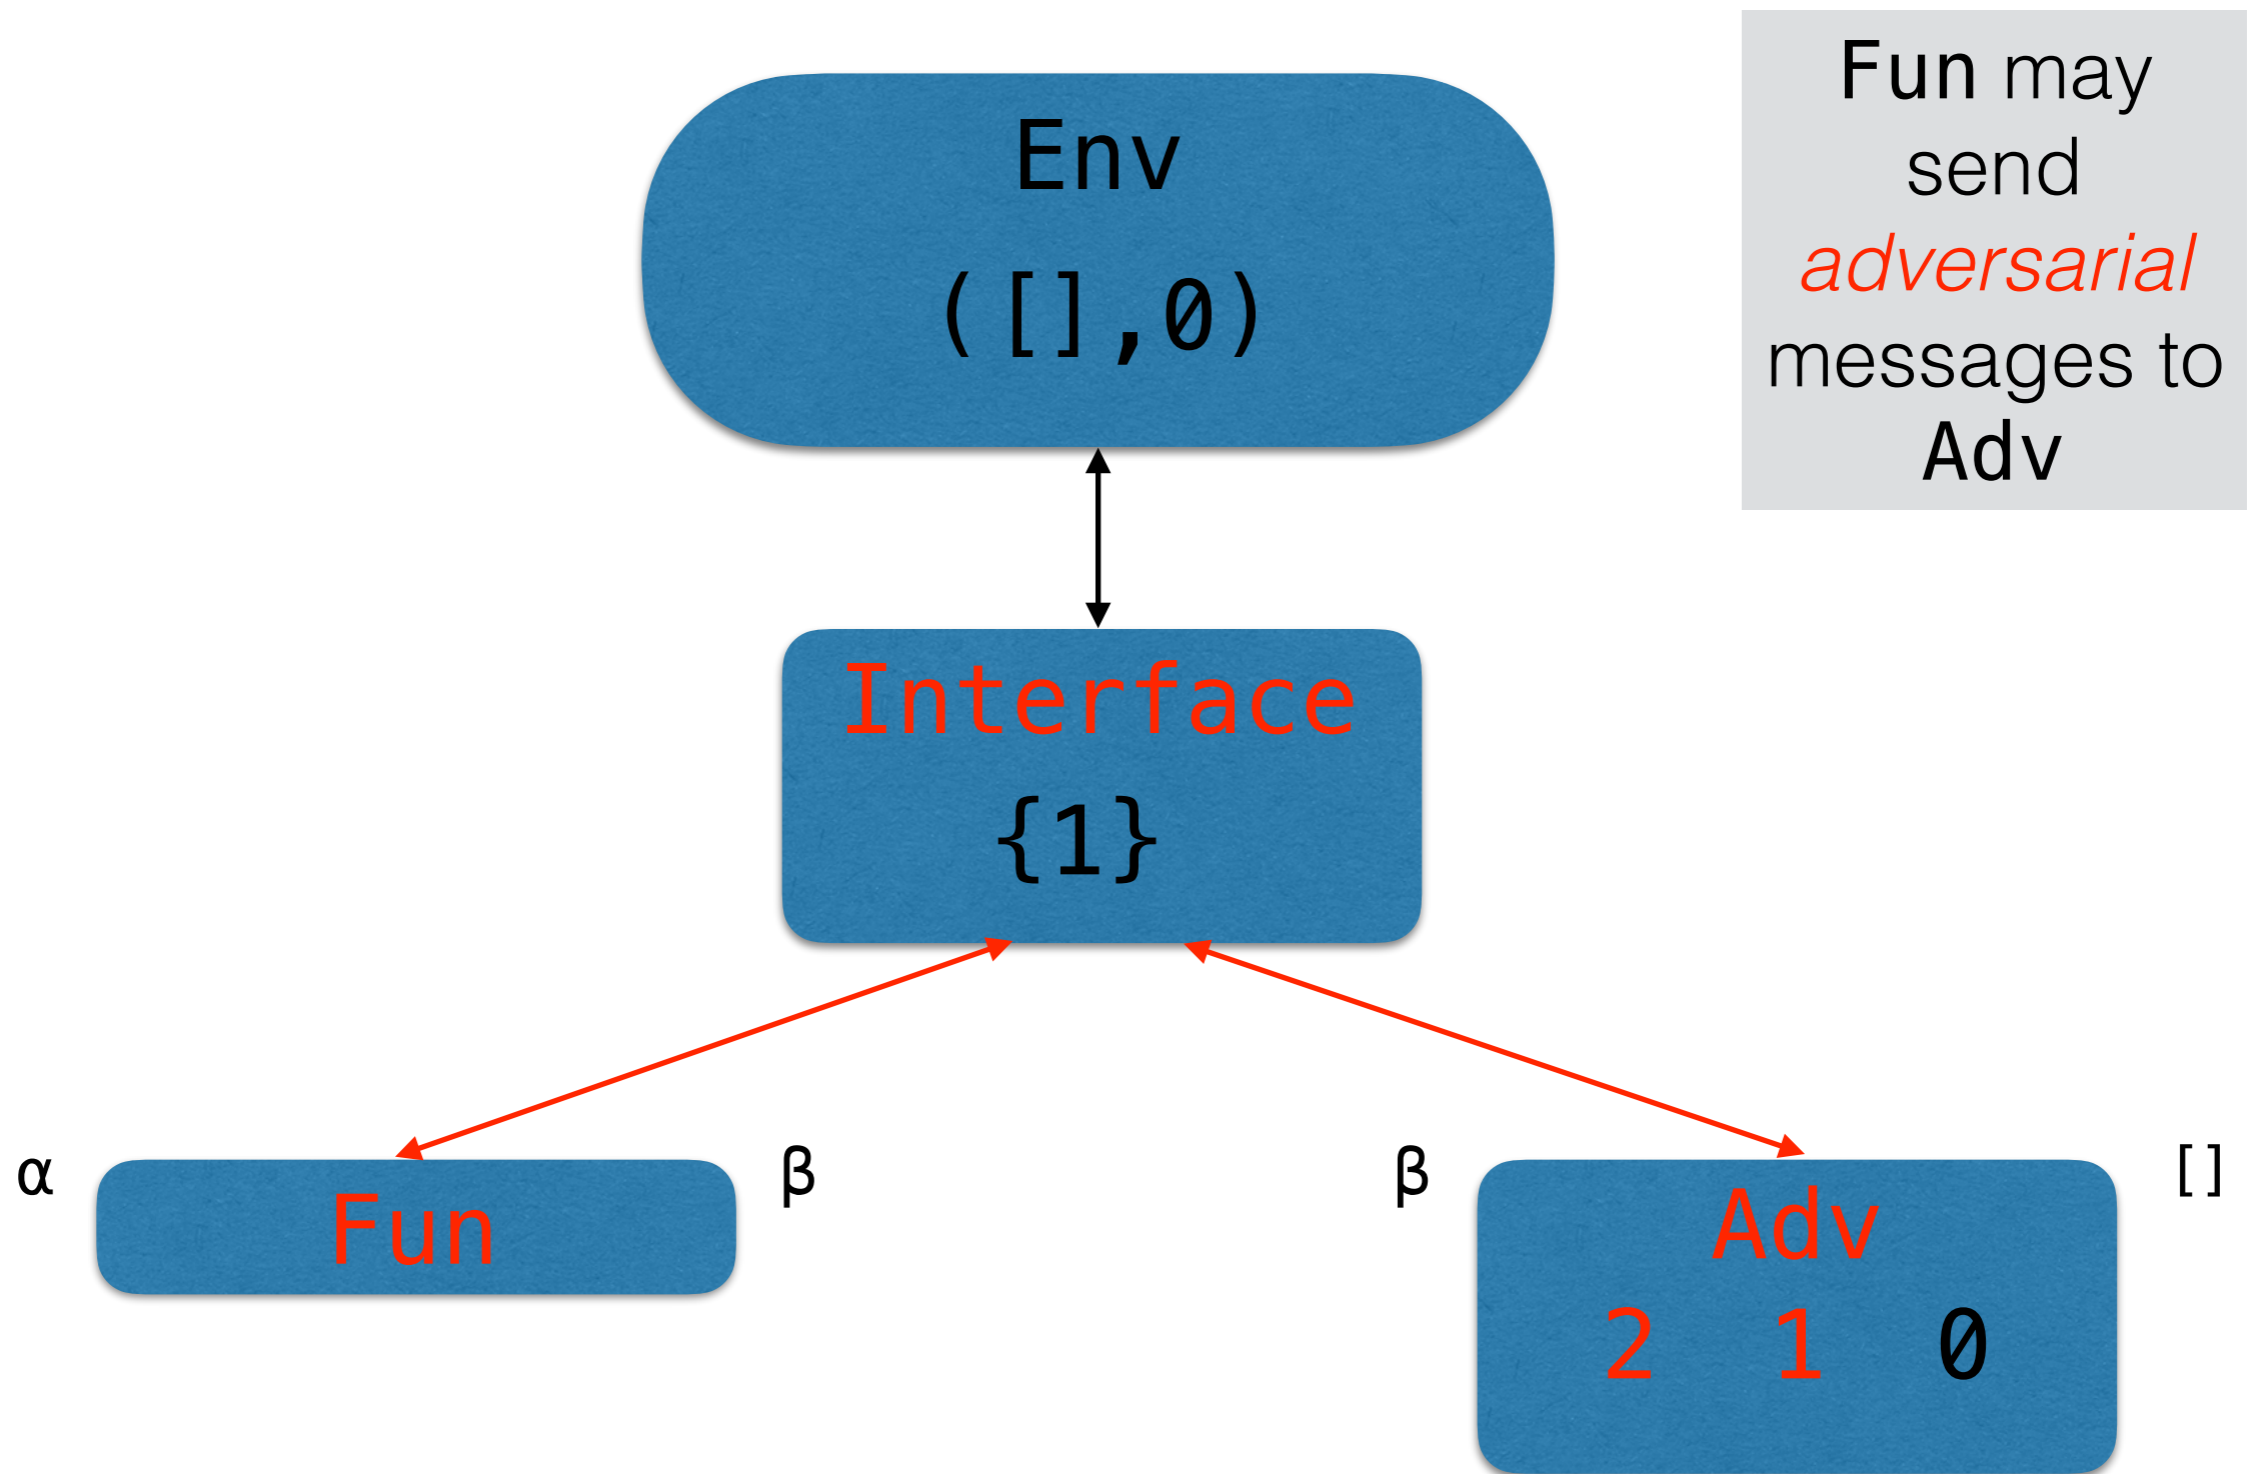 Env
([],0)
Fun may
send
adversarial
messages to
Adv
Interface
{1}
α
Fun
β
β
Adv
[]
2 1 0